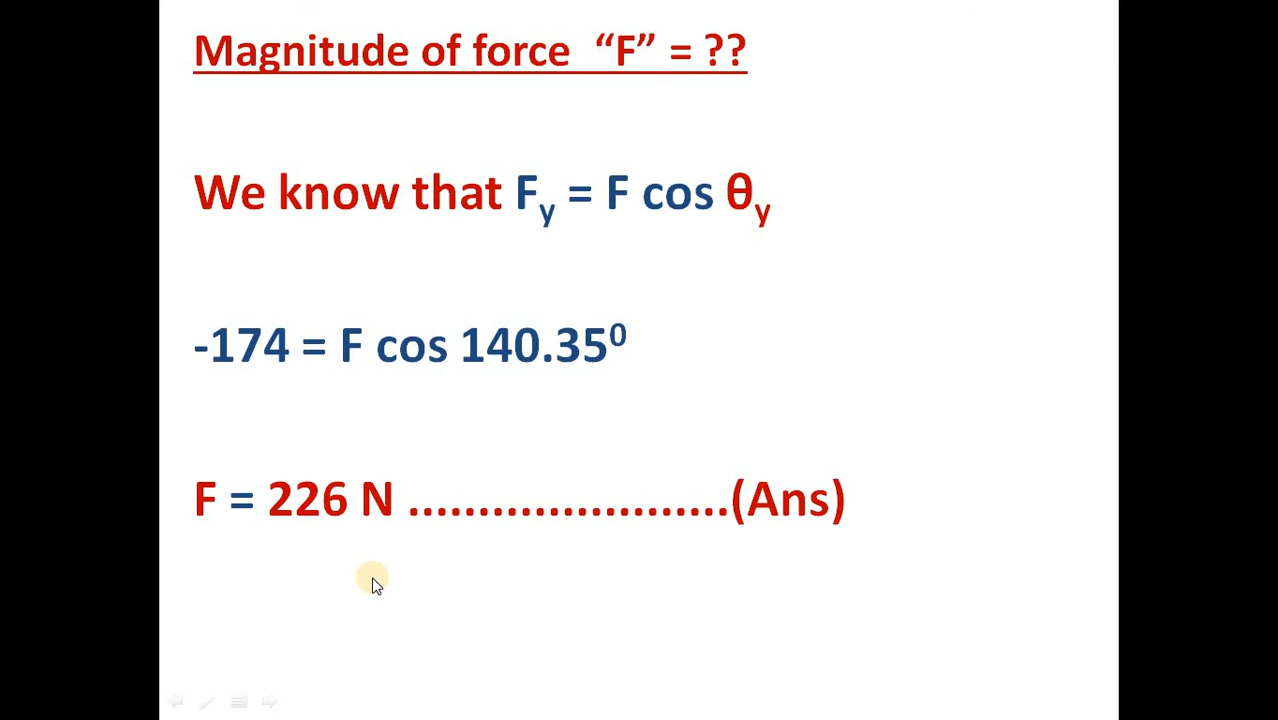 Magnitude of force “F” = ??
We know that Fy = F cos θy
-174 = F cos 140.35⁰
F = 226 N .......................(Ans)